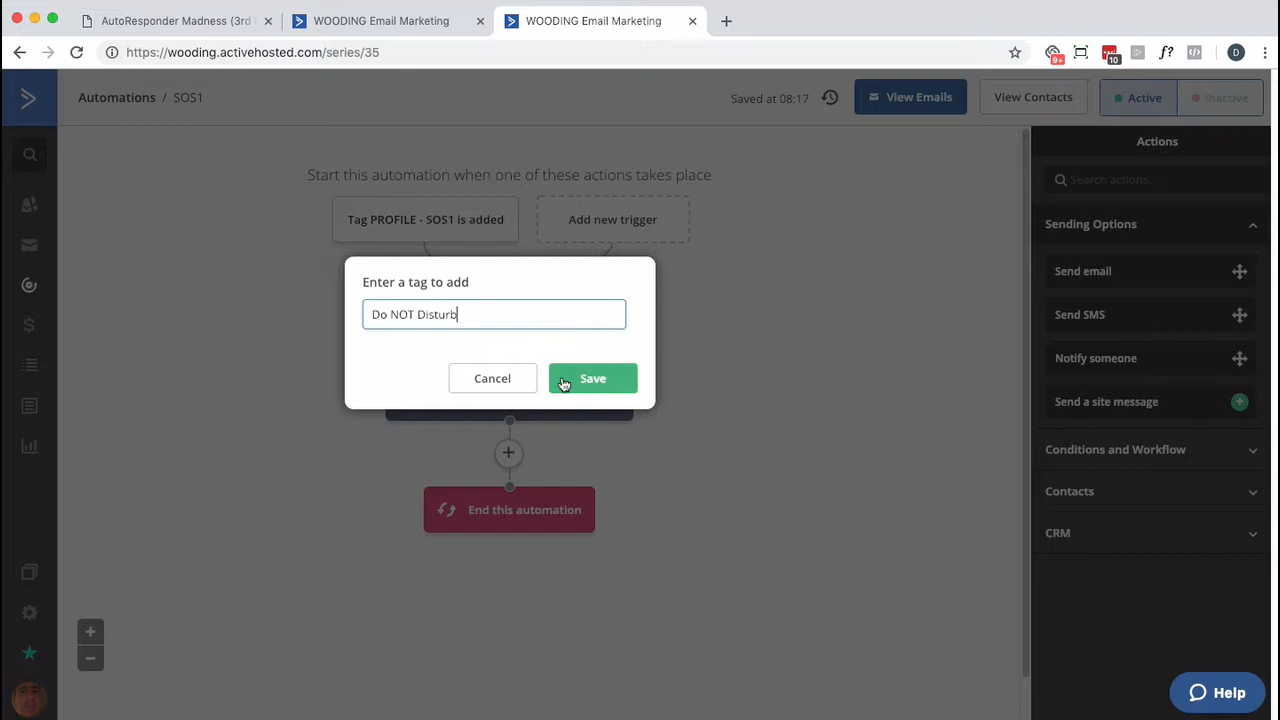 AutoResponder Madness (3rd
WOODING Email Marketing
WOODING Email Marketing
https://wooding.activehosted.com/series/35
9+
10
f?
D
Automations / SOS1
Saved at 08:17
View Emails
View Contacts
Active
Inactive
Start this automation when one of these actions takes place
Tag PROFILE - SOS1 is added
Add new trigger
Enter a tag to add
Do NOT Disturb
Cancel
Save
End this automation
Actions
Search actions:
Sending Options
Send email
Send SMS
Notify someone
Send a site message
Conditions and Workflow
Contacts
CRM
Help